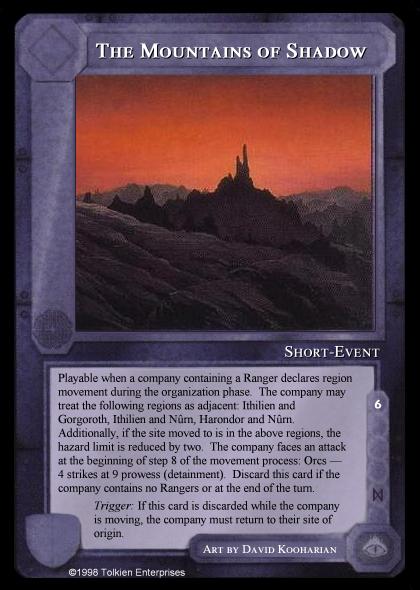 The Mountains of Shadow
Short-Event
Playable when a company containing a Ranger declares region
movement during the organization phase. The company may
treat the following regions as adjacent: Ithilien and
Gorgoroth, Ithilien and Nûrn, Harondor and Nûrn.
Additionally, if the site moved to is in the above regions, the
hazard limit is reduced by two. The company faces an attack
at the beginning of step 8 of the movement process: Orcs —
4 strikes at 9 prowess (detainment). Discard this card if the
company contains no Rangers or at the end of the turn.
Trigger: If this card is discarded while the company
is moving, the company must return to their site of
origin.
6
Art by David Kooharian
©1998 Tolkien Enterprises